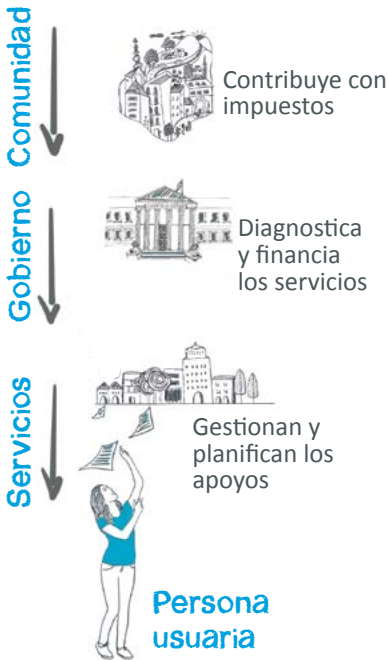 Comunidad
Contribuye con
impuestos
Gobierno
Diagnostica
y financia
los servicios
Servicios
Gestionan y
planifican los
apoyos
Persona
usuaria